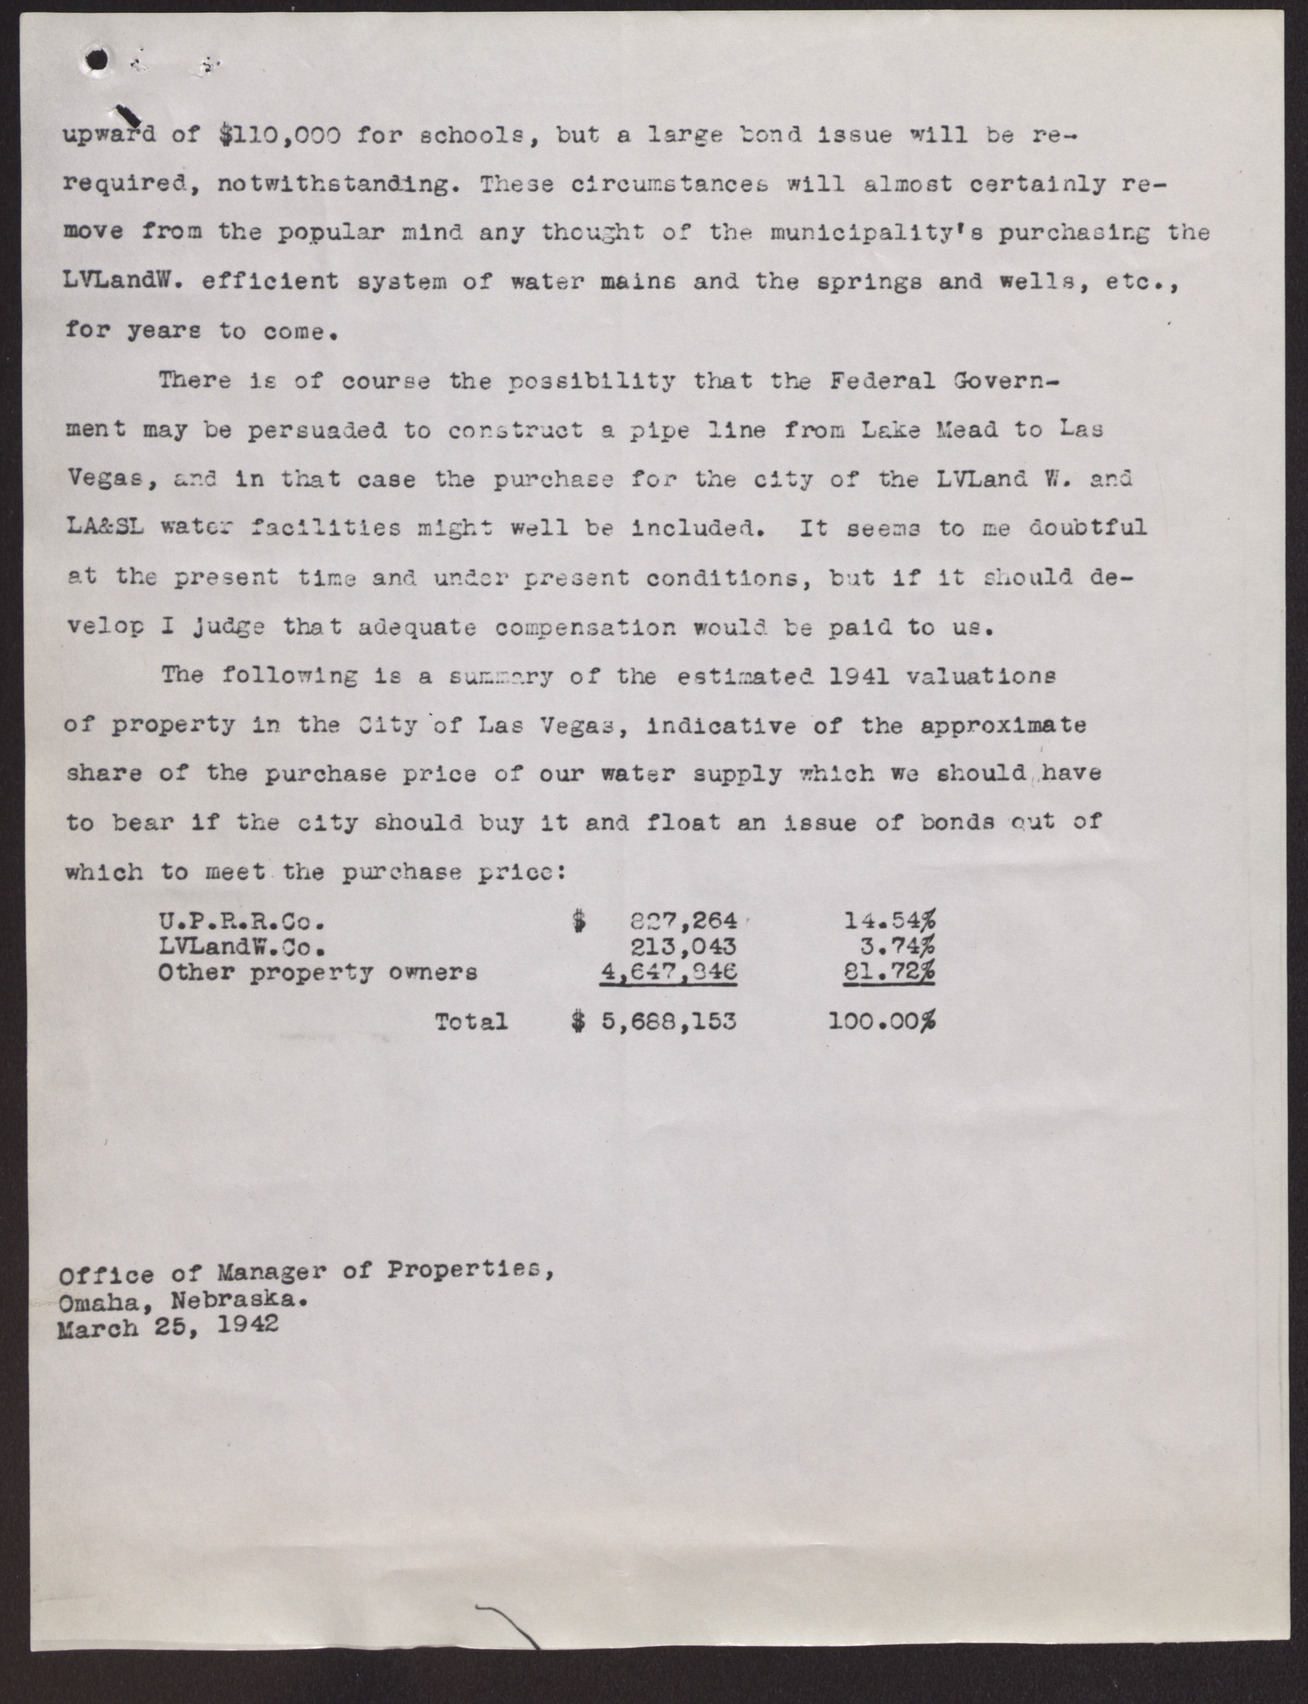 upward of $110,000 for schools, but a large bond issue will be re-
required, notwithstanding. These circumstances will almost certainly re-
move from the popular mind any thought of the municipality's purchasing the
LVLandW. efficient system of water mains and the springs and wells, etc.,
for years to come.
There is of course the possibility that the Federal Govern-
ment may be persuaded to construct a pipe line from Lake Mead to Las
Vegas, and in that case the purchase for the city of the LVLand W. and
LA&SL water facilities might well be included. It seems to me doubtful
at the present time and under present conditions, but if it should de-
velop I judge that adequate compensation would be paid to us.
The following is a summary of the estimated 1941 valuations
of property in the City of Las Vegas, indicative of the approximate
share of the purchase price of our water supply which we should have
to bear if the city should buy it and float an issue of bonds out of
which to meet the purchase price:
U.P.R.R.Co. $ 827,264 14.54%
LVLandW.Co. 213,043 3.74%
Other property owners 4,647,846 81.72%
Total $ 5,688,153 100.00%
Office of Manager of Properties,
Omaha, Nebraska.
March 25, 1942